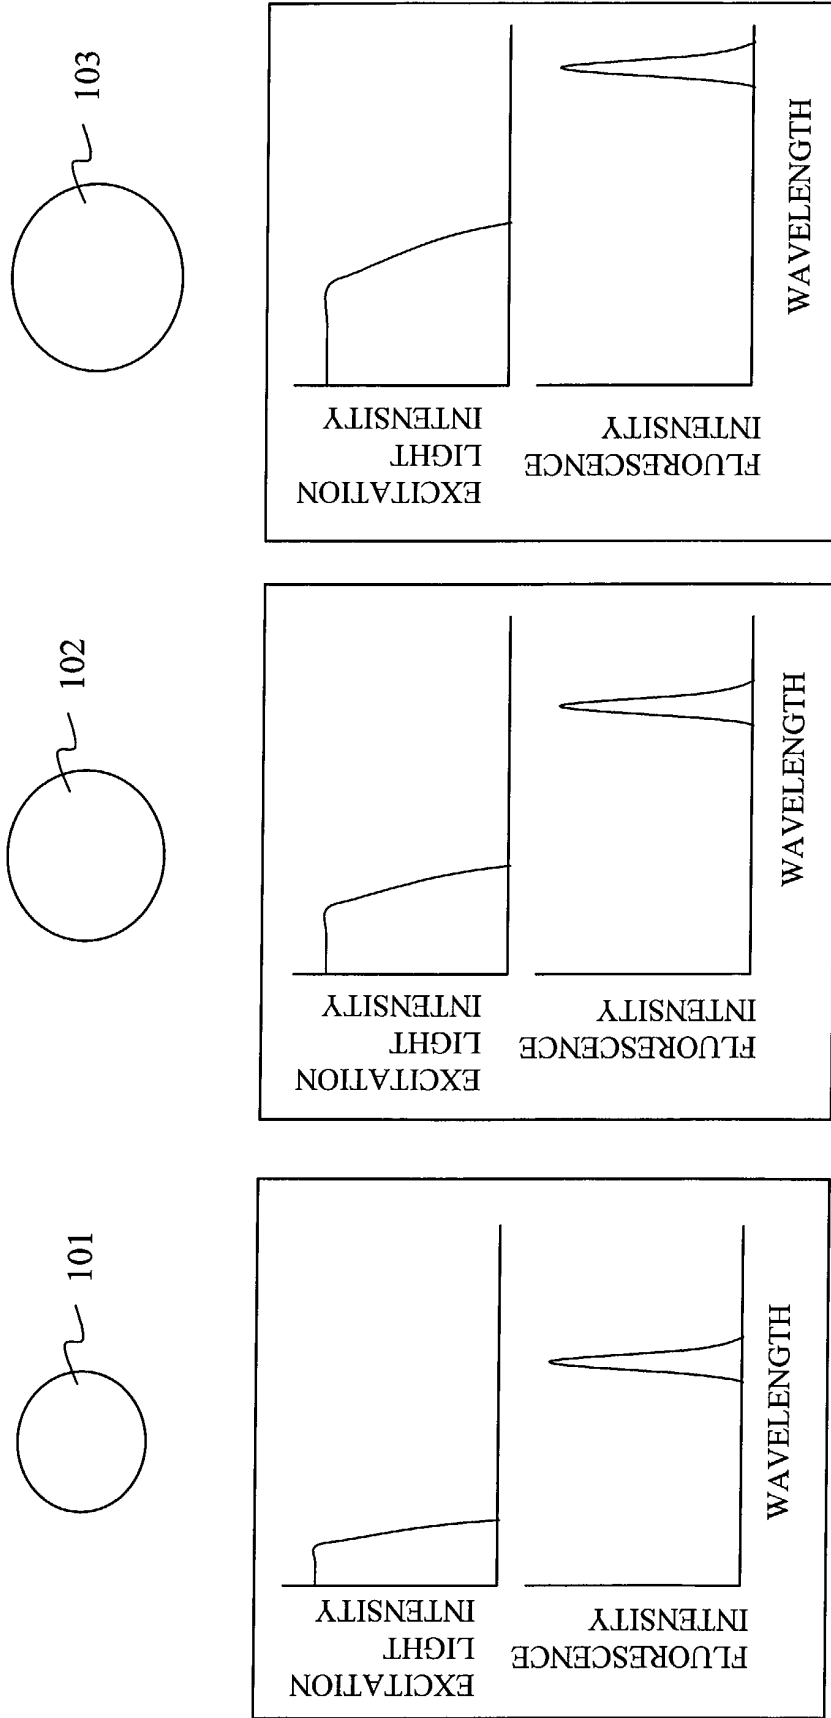 101
EXCITATION
LIGHT
INTENSITY
FLUORESCENCE
INTENSITY
WAVELENGTH
102
EXCITATION
LIGHT
INTENSITY
FLUORESCENCE
INTENSITY
WAVELENGTH
103
EXCITATION
LIGHT
INTENSITY
FLUORESCENCE
INTENSITY
WAVELENGTH